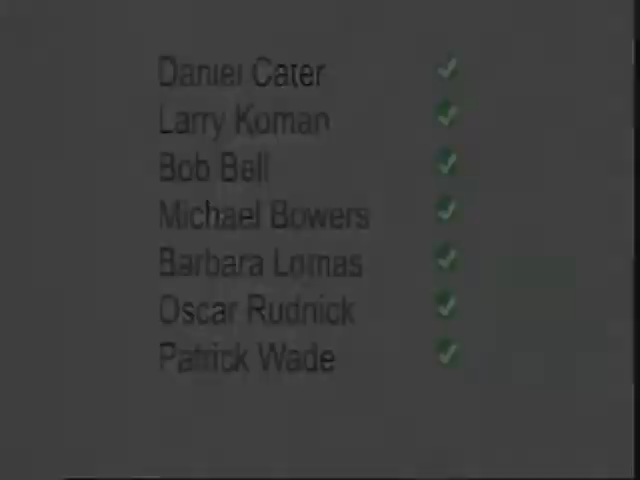 Daniel Cater
Larry Koman
Bob Bell
Michael Bowers
Barbara Lomas
Oscar Rudnick
Patrick Wade